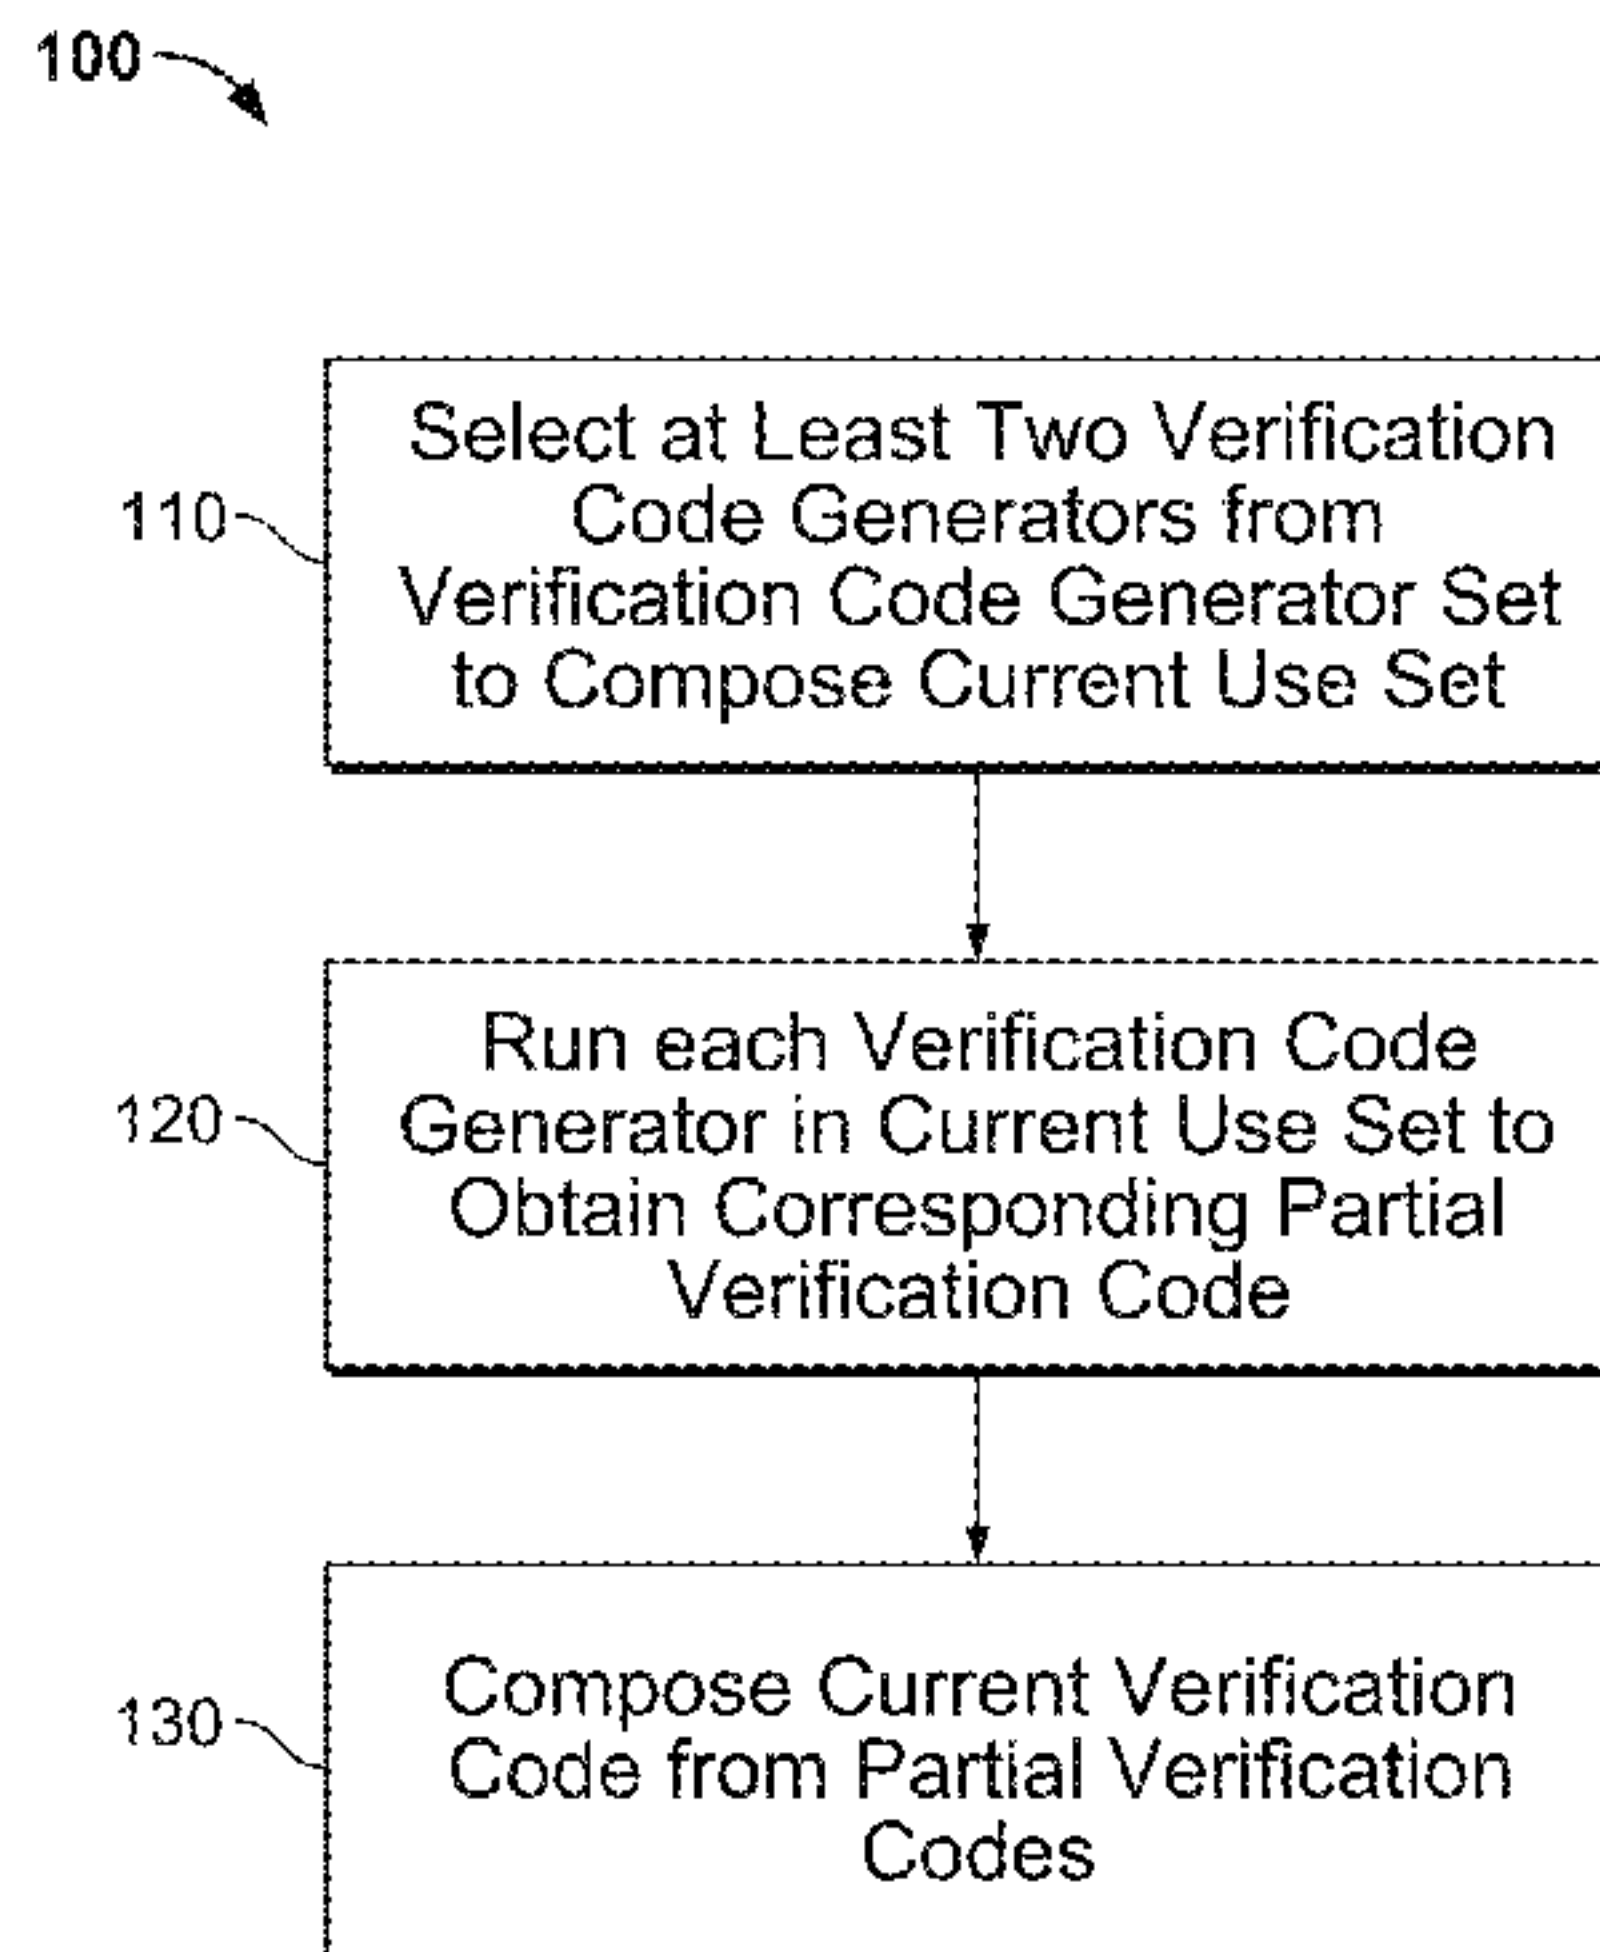 100
110
Select at Least Two Verification
Code Generators from
Verification Code Generator Set
to Compose Current Use Set
120
Run each Verification Code
Generator in Current Use Set to
Obtain Corresponding Partial
Verification Code
130
Compose Current Verification
Code from Partial Verification
Codes